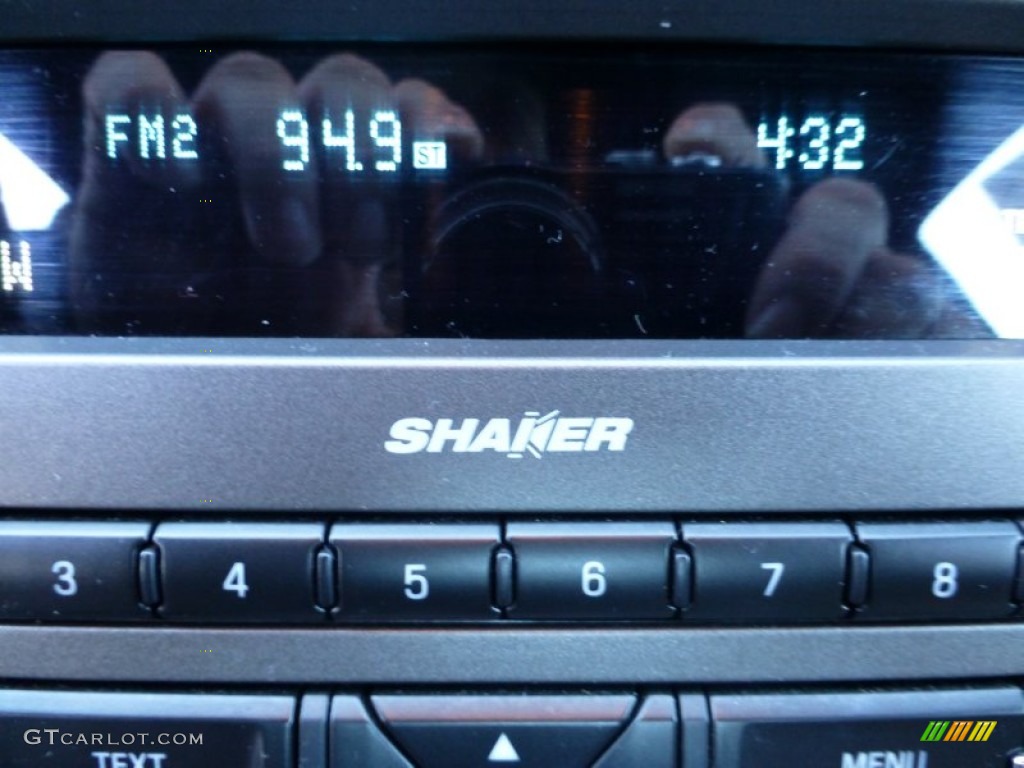 FM2 94.9 ST 4:32
SHAKER
3 4 5 6 7 8
TEXT MENU
GTCARLOT.COM